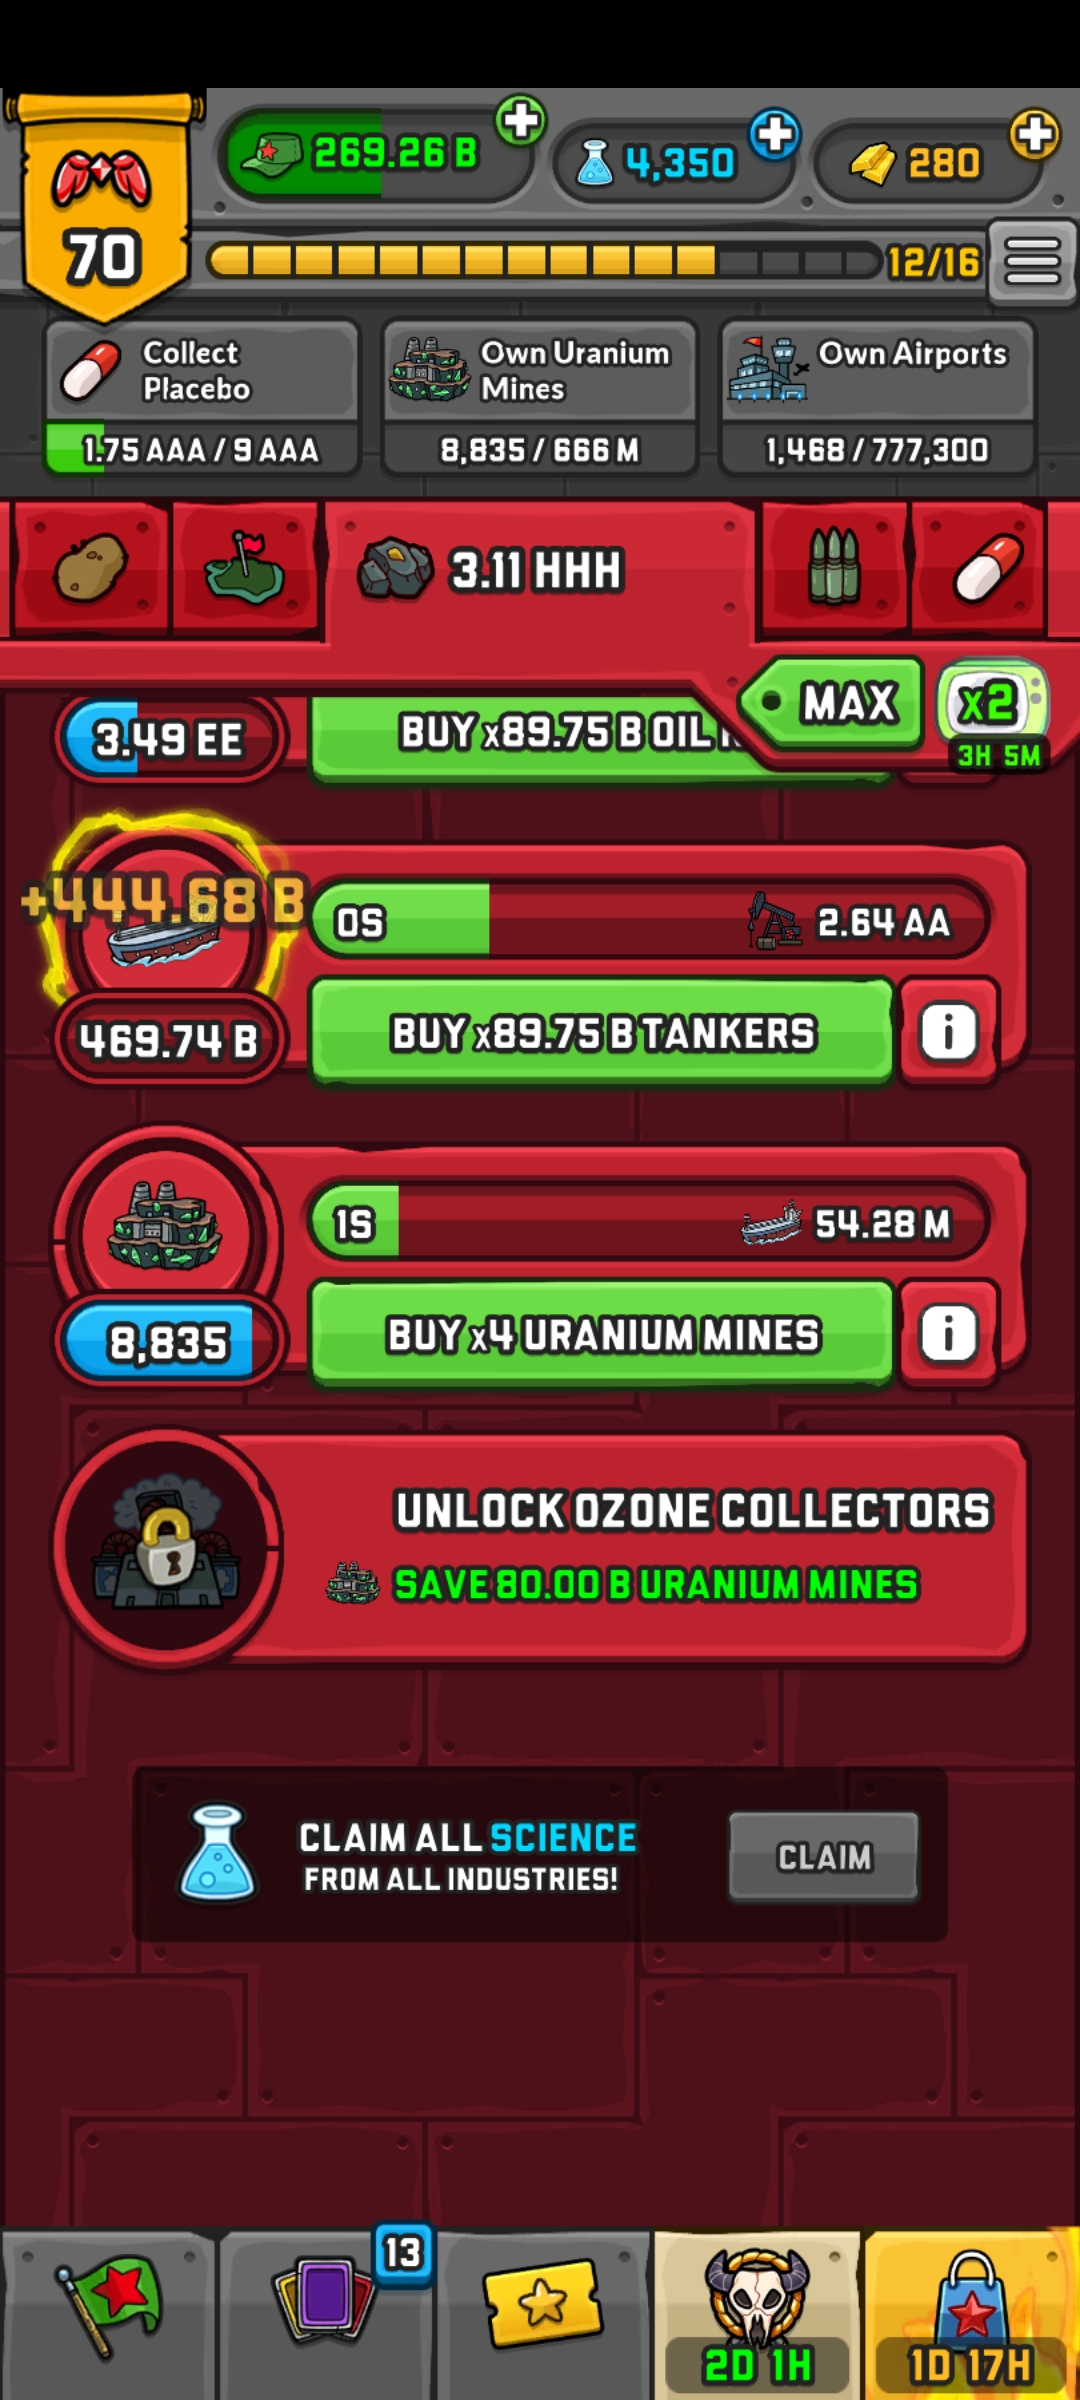 269.26 B
4,350
280
70
12/16
Collect
Placebo
Own Uranium
Mines
Own Airports
1.75 AAA / 9 AAA
8,835 / 666 M
1,468 / 777,300
3.11 HHH
MAX
x2
3H 5M
3.49 EE
BUY x89.75 B OIL
+444.68 B
0S
2.64 AA
469.74 B
BUY x89.75 B TANKERS
i
1S
54.28 M
8,835
BUY x4 URANIUM MINES
i
UNLOCK OZONE COLLECTORS
SAVE 80.00 B URANIUM MINES
CLAIM ALL SCIENCE
FROM ALL INDUSTRIES!
CLAIM
13
2D 1H
1D 17H